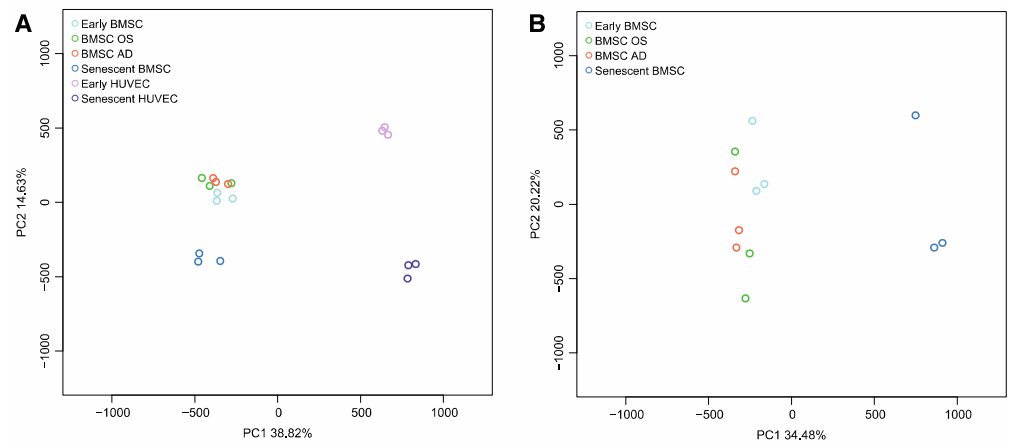 A
Early BMSC
BMSC OS
BMSC AD
Senescent BMSC
Early HUVEC
Senescent HUVEC
1000
500
0
−500
−1000
PC2 14.63%
−1000
−500
0
500
1000
PC1 38.82%
B
Early BMSC
BMSC OS
BMSC AD
Senescent BMSC
1000
500
0
−500
−1000
PC2 20.22%
−1000
−500
0
500
1000
PC1 34.48%